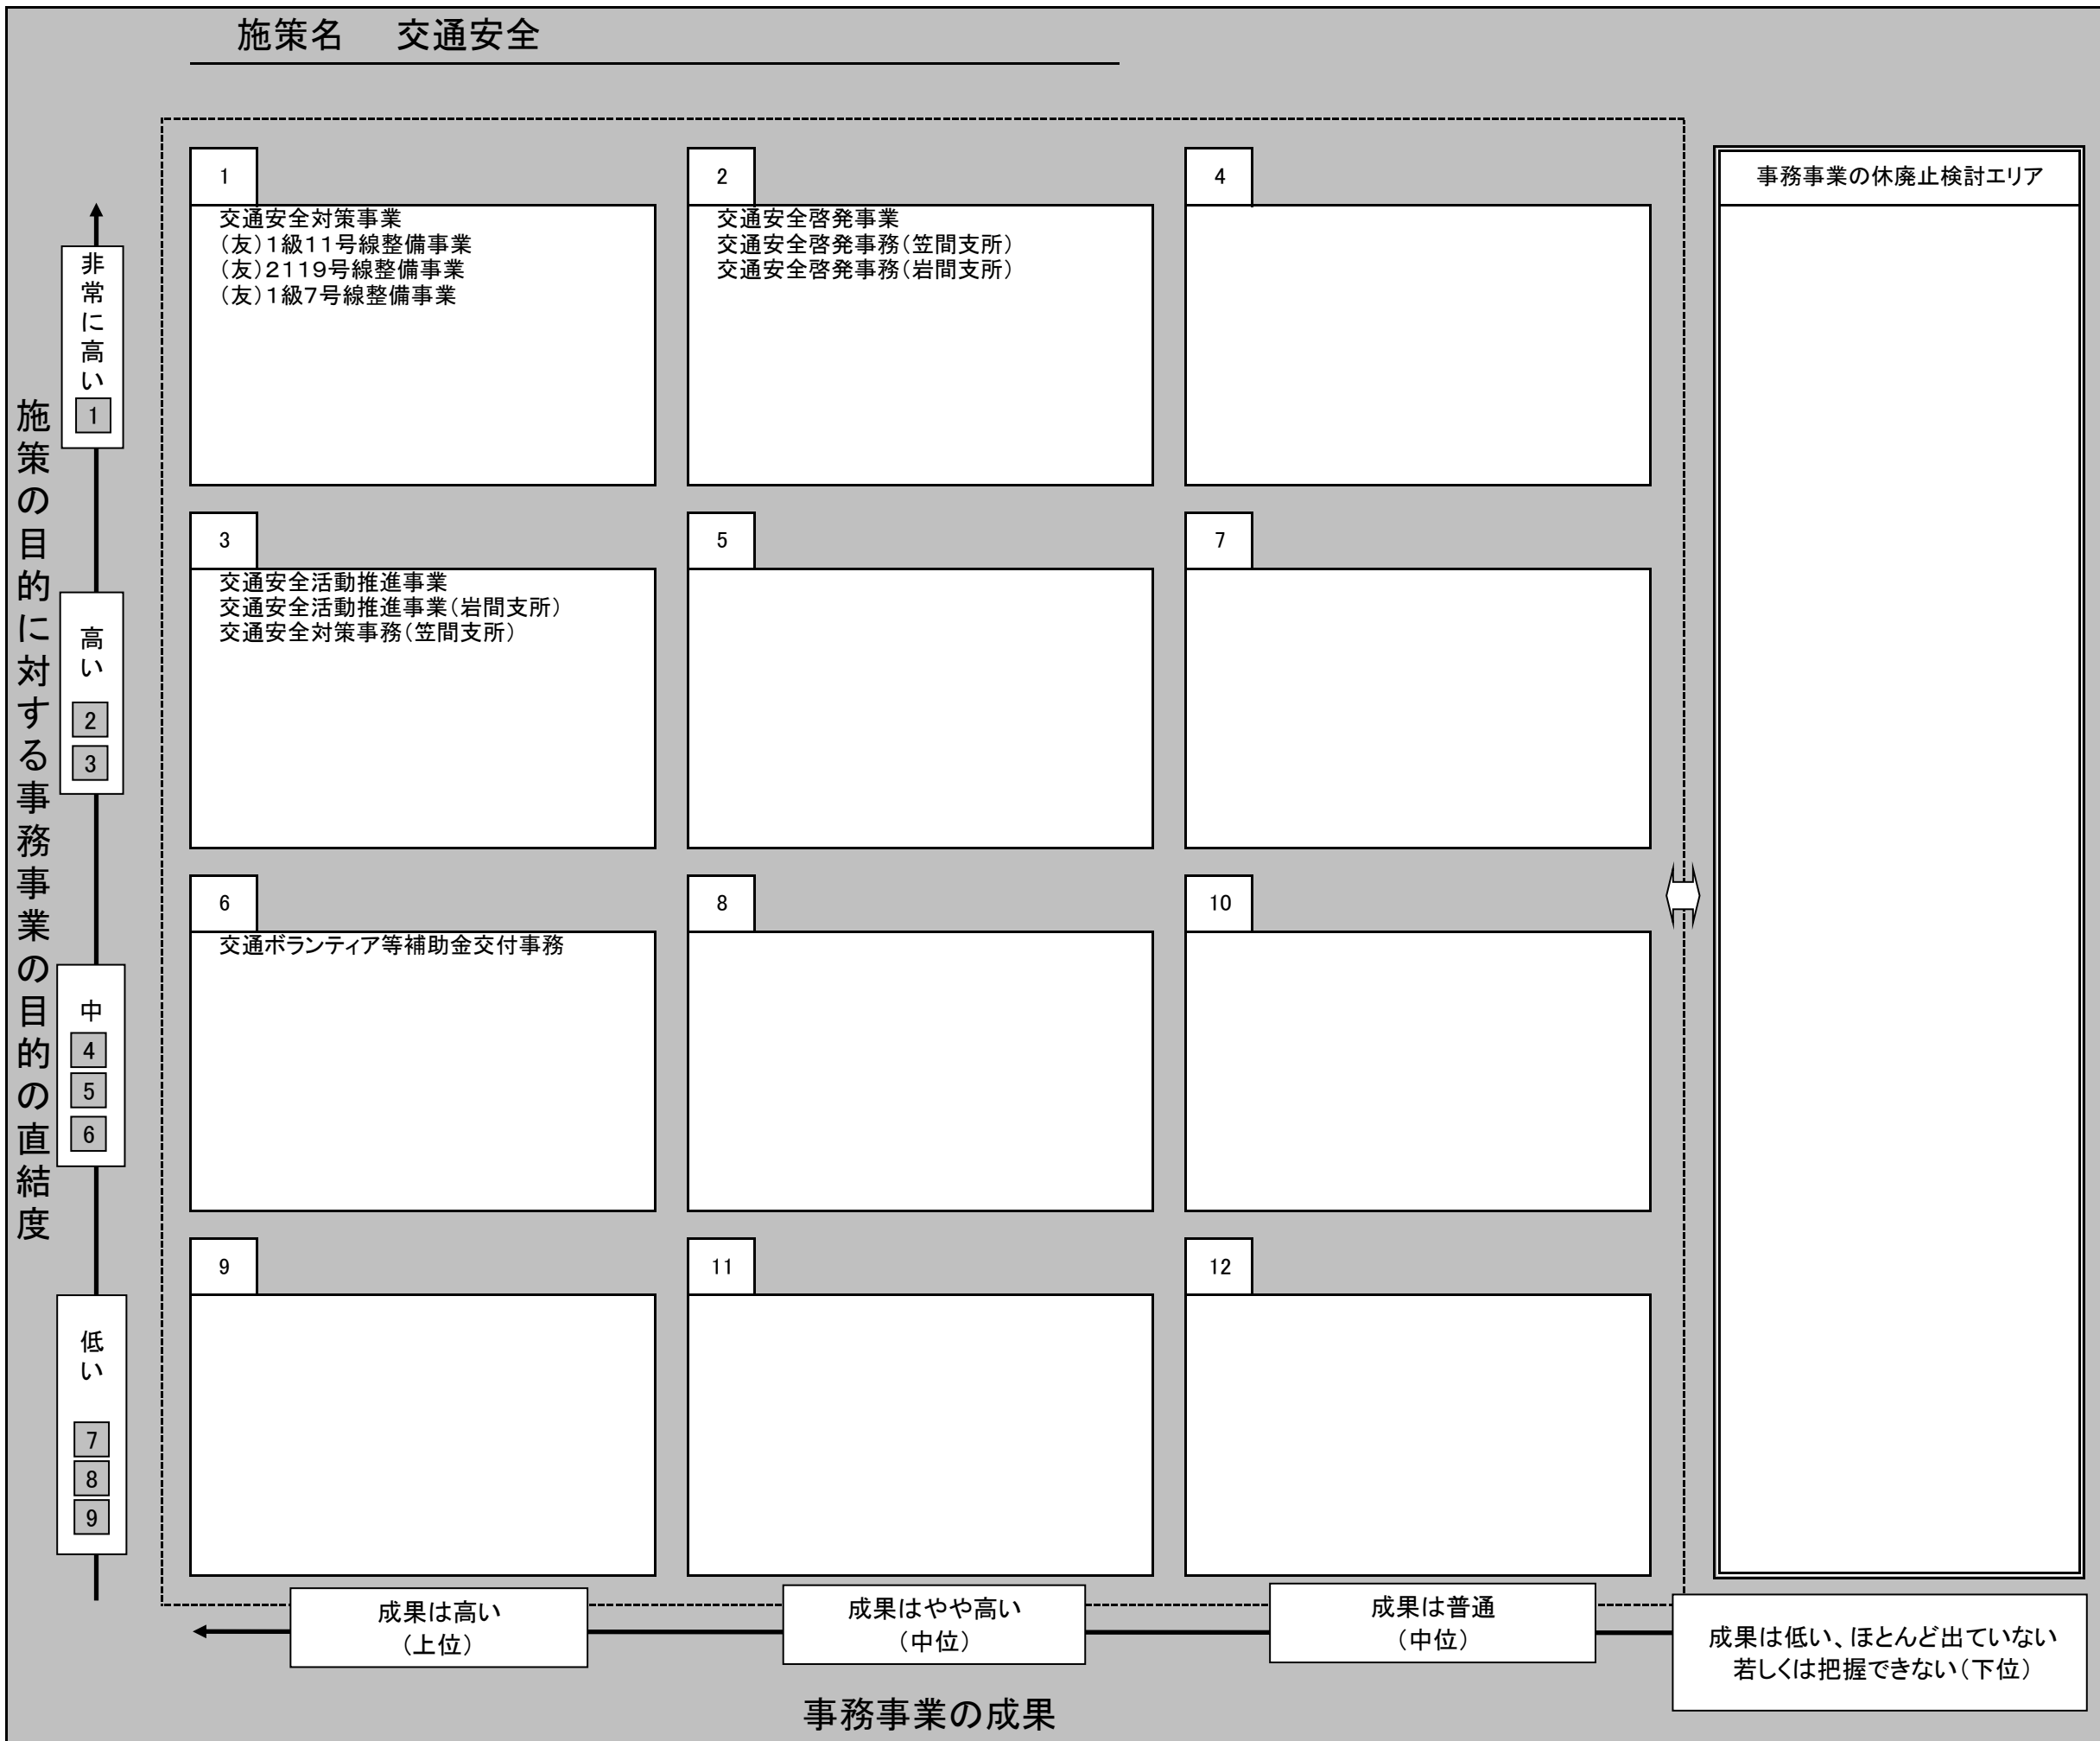 施策名　交通安全
施策の目的に対する事務事業の目的の直結度
非常に高い
1
高い
2
3
中
4
5
6
低い
7
8
9
1
交通安全対策事業
（友）1級11号線整備事業
（友）2119号線整備事業
（友）1級7号線整備事業
2
交通安全啓発事業
交通安全啓発事務（笠間支所）
交通安全啓発事務（岩間支所）
4
3
交通安全活動推進事業
交通安全活動推進事業（岩間支所）
交通安全対策事務（笠間支所）
5
7
6
交通ボランティア等補助金交付事務
8
10
9
11
12
事務事業の休廃止検討エリア
成果は高い
（上位）
成果はやや高い
（中位）
成果は普通
（中位）
成果は低い、ほとんど出ていない
若しくは把握できない（下位）
事務事業の成果